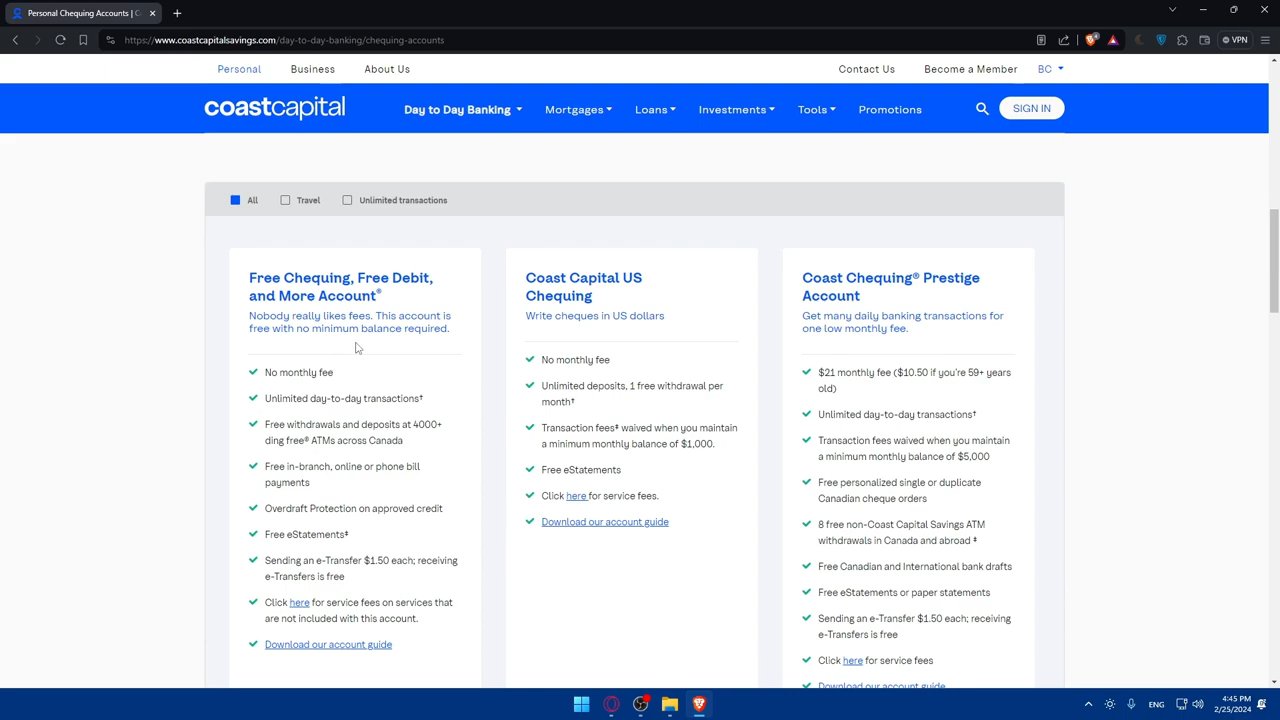 Personal Chequing Accounts | C
https://www.coastcapitalsavings.com/day-to-day-banking/chequing-accounts
VPN
Personal
Business
About Us
Contact Us
Become a Member
BC
coastcapital
Day to Day Banking
Mortgages
Loans
Investments
Tools
Promotions
SIGN IN
All
Travel
Unlimited transactions
Free Chequing, Free Debit,
and More Account®
Nobody really likes fees. This account is
free with no minimum balance required.
No monthly fee
Unlimited day-to-day transactions†
Free withdrawals and deposits at 4000+
ding free® ATMs across Canada
Free in-branch, online or phone bill
payments
Overdraft Protection on approved credit
Free eStatements‡
Sending an e-Transfer $1.50 each; receiving
e-Transfers is free
Click here for service fees on services that
are not included with this account.
Download our account guide
Coast Capital US
Chequing
Write cheques in US dollars
No monthly fee
Unlimited deposits, 1 free withdrawal per
month†
Transaction fees‡ waived when you maintain
a minimum monthly balance of $1,000.
Free eStatements
Click here for service fees.
Download our account guide
Coast Chequing® Prestige
Account
Get many daily banking transactions for
one low monthly fee.
$21 monthly fee ($10.50 if you're 59+ years
old)
Unlimited day-to-day transactions†
Transaction fees waived when you maintain
a minimum monthly balance of $5,000
Free personalized single or duplicate
Canadian cheque orders
8 free non-Coast Capital Savings ATM
withdrawals in Canada and abroad ‡
Free Canadian and International bank drafts
Free eStatements or paper statements
Sending an e-Transfer $1.50 each; receiving
e-Transfers is free
Click here for service fees
Download our account guide
ENG
4:45 PM
2/25/2024